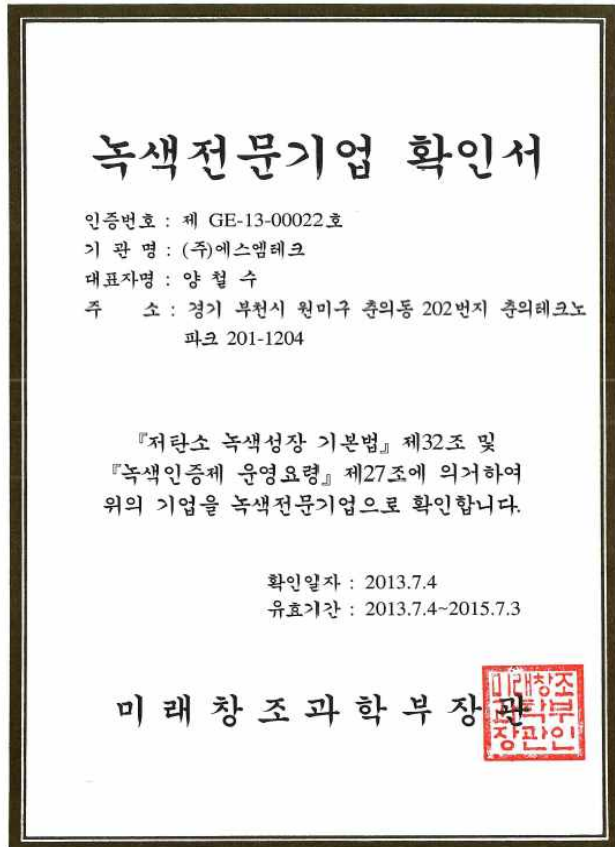 녹색전문기업 확인서
인증번호 : 제 GE-13-00022호
기 관 명 : (주)에스엠테크
대표자명 : 양 철 수
주 소 : 경기 부천시 원미구 춘의동 202번지 춘의테크노
파크 201-1204
『저탄소 녹색성장 기본법』 제32조 및
『녹색인증제 운영요령』 제27조에 의거하여
위의 기업을 녹색전문기업으로 확인합니다.
확인일자 : 2013.7.4
유효기간 : 2013.7.4~2015.7.3
미래창조과학부장관
미래창조
과학부
장관인